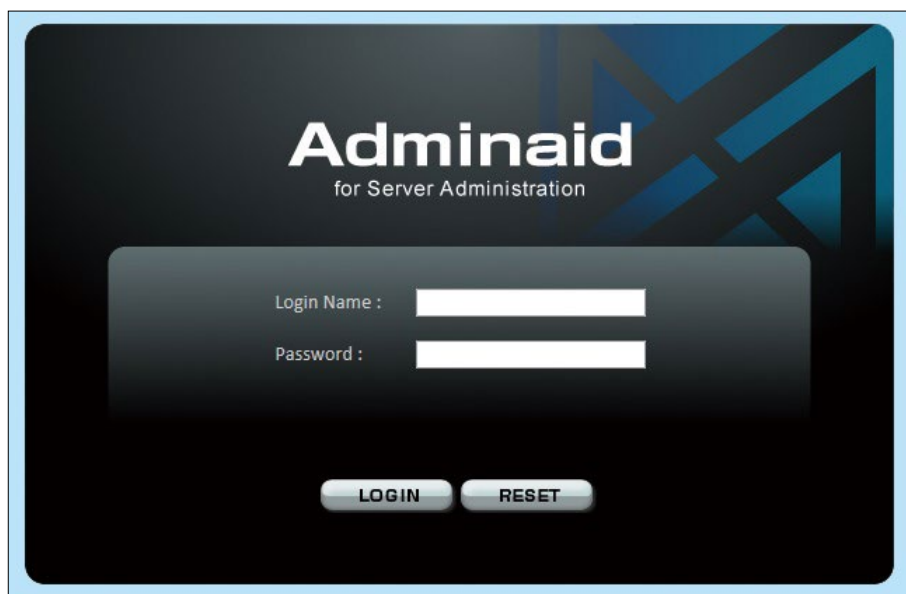 Adminaid
for Server Administration
Login Name :
Password :
LOGIN
RESET